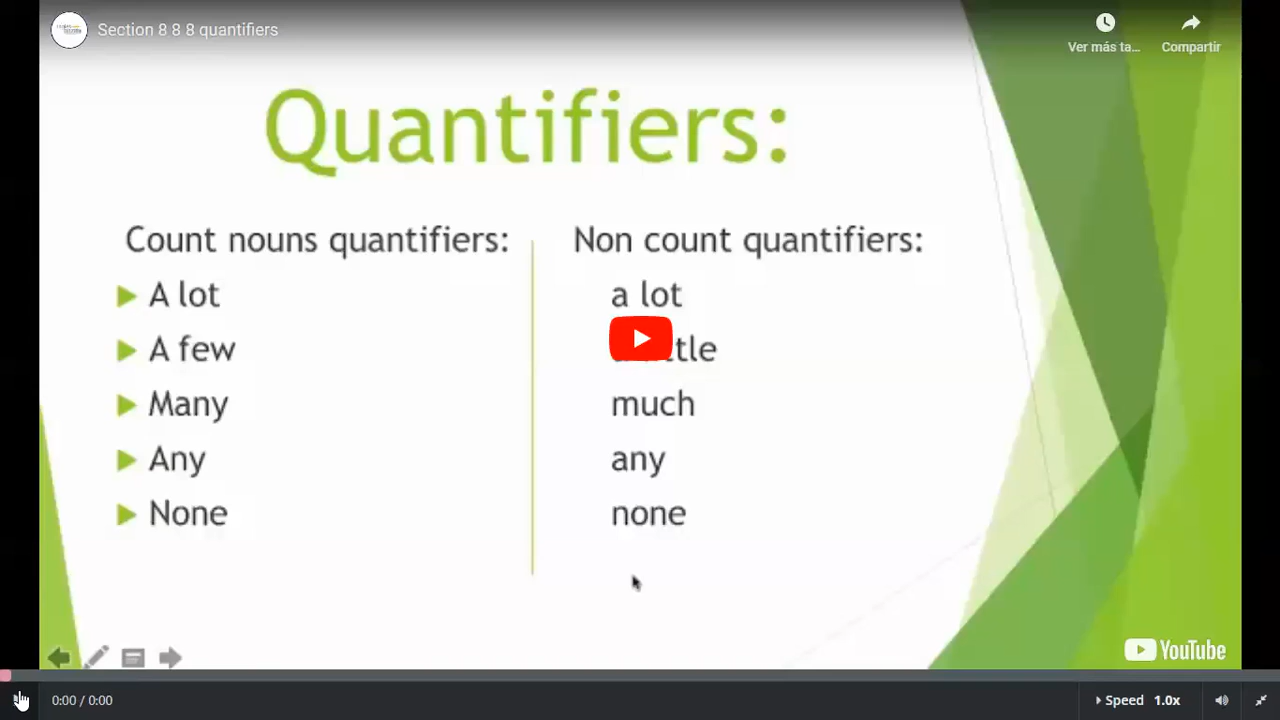 Section 8 8 8 quantifiers
Ver más ta...
Compartir
Quantifiers:
Count nouns quantifiers:
A lot
A few
Many
Any
None
Non count quantifiers:
a lot
much
any
none
YouTube
0:00 / 0:00
Speed 1.0x